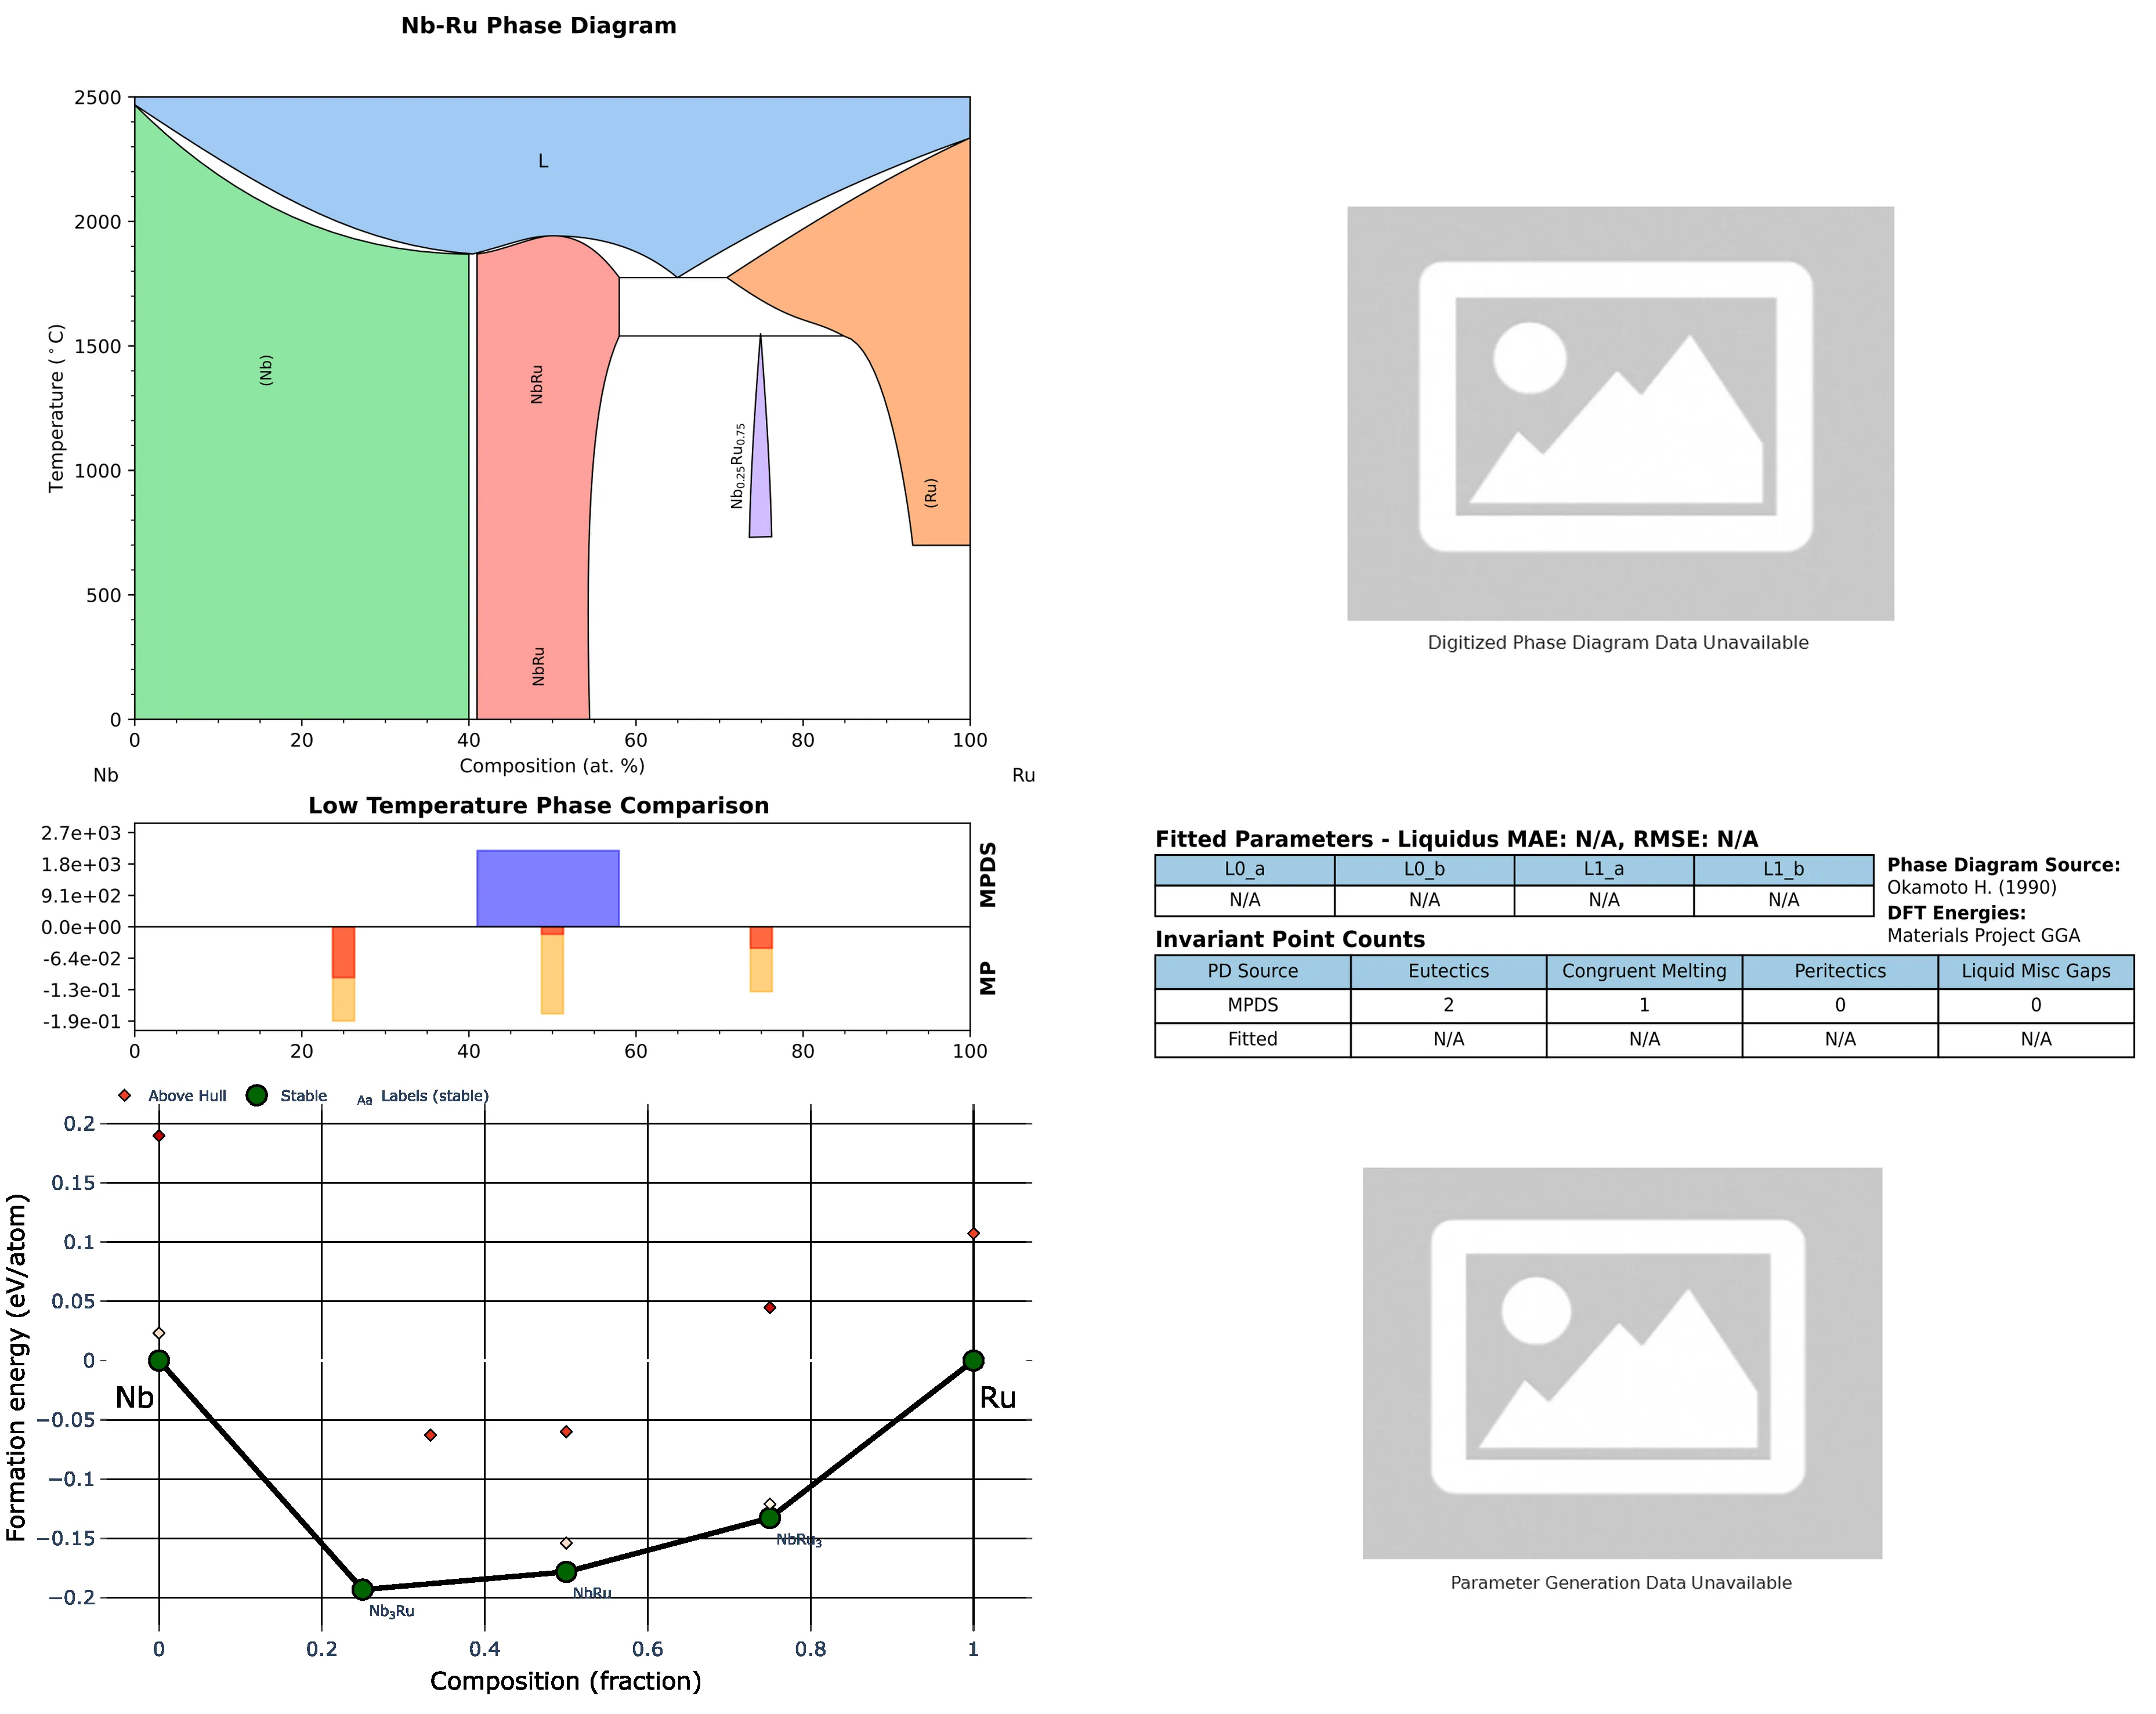 Nb-Ru Phase Diagram
2500
2000
1500
1000
500
0
Temperature (°C)
L
(Nb)
NbRu
NbRu
Nb0.25Ru0.75
(Ru)
0 20 40 60 80 100
Composition (at. %)
Nb Ru
Digitized Phase Diagram Data Unavailable
Low Temperature Phase Comparison
2.7e+03
1.8e+03
9.1e+02
0.0e+00
-6.4e-02
-1.3e-01
-1.9e-01
MPDS
MP
0 20 40 60 80 100
Fitted Parameters - Liquidus MAE: N/A, RMSE: N/A
L0_a L0_b L1_a L1_b
N/A N/A N/A N/A
Phase Diagram Source:
Okamoto H. (1990)
DFT Energies:
Materials Project GGA
Invariant Point Counts
PD Source Eutectics Congruent Melting Peritectics Liquid Misc Gaps
MPDS 2 1 0 0
Fitted N/A N/A N/A N/A
Above Hull Stable Aa Labels (stable)
0.2
0.15
0.1
0.05
0
−0.05
−0.1
−0.15
−0.2
Formation energy (eV/atom)
Nb
Ru
NbRu3
NbRu
Nb3Ru
0 0.2 0.4 0.6 0.8 1
Composition (fraction)
Parameter Generation Data Unavailable